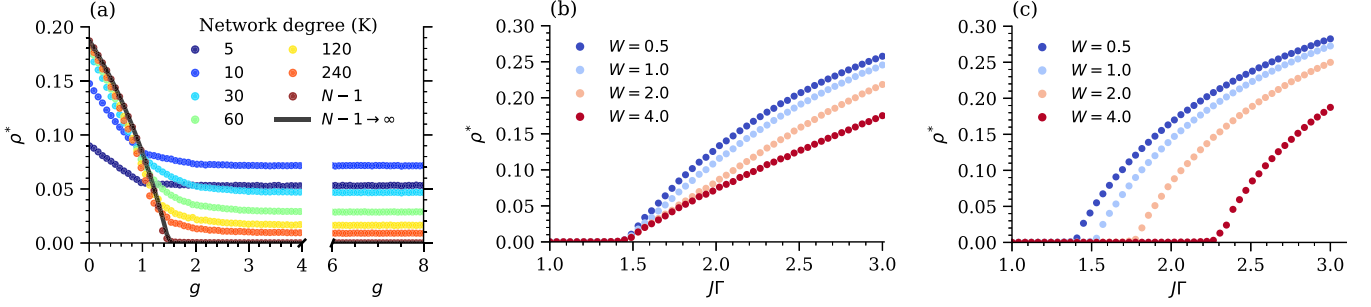 (a)
Network degree (K)
5
10
30
60
120
240
N − 1
N − 1 → ∞
0.20
0.15
0.10
0.05
0.00
ρ*
0 1 2 3 4 6 7 8
g g
(b)
W = 0.5
W = 1.0
W = 2.0
W = 4.0
0.30
0.25
0.20
0.15
0.10
0.05
0.00
ρ*
1.0 1.5 2.0 2.5 3.0
JΓ
(c)
W = 0.5
W = 1.0
W = 2.0
W = 4.0
0.30
0.25
0.20
0.15
0.10
0.05
0.00
ρ*
1.0 1.5 2.0 2.5 3.0
JΓ